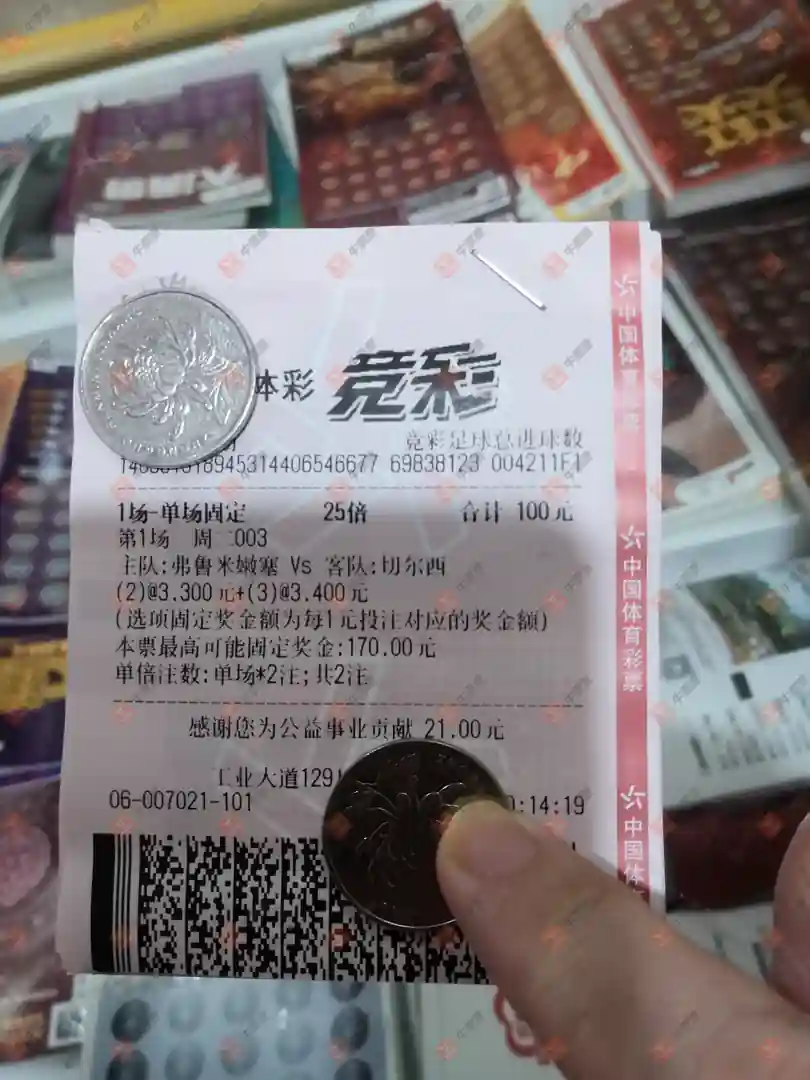 体彩 竞彩
竞彩足球总进球数
69838123 004211F1
1场-单场固定 25倍 合计 100元
第1场 周二003
主队:弗鲁米嫩塞 Vs 客队:切尔西
(2)@3.300元+(3)@3.400元
(选项固定奖金额为每1元投注对应的奖金额)
本票最高可能固定奖金:170.00元
单倍注数:单场*2注;共2注
感谢您为公益事业贡献 21.00元
工业大道129
06-007021-101 :14:19
中国体育彩票
中国体育彩票
中国体